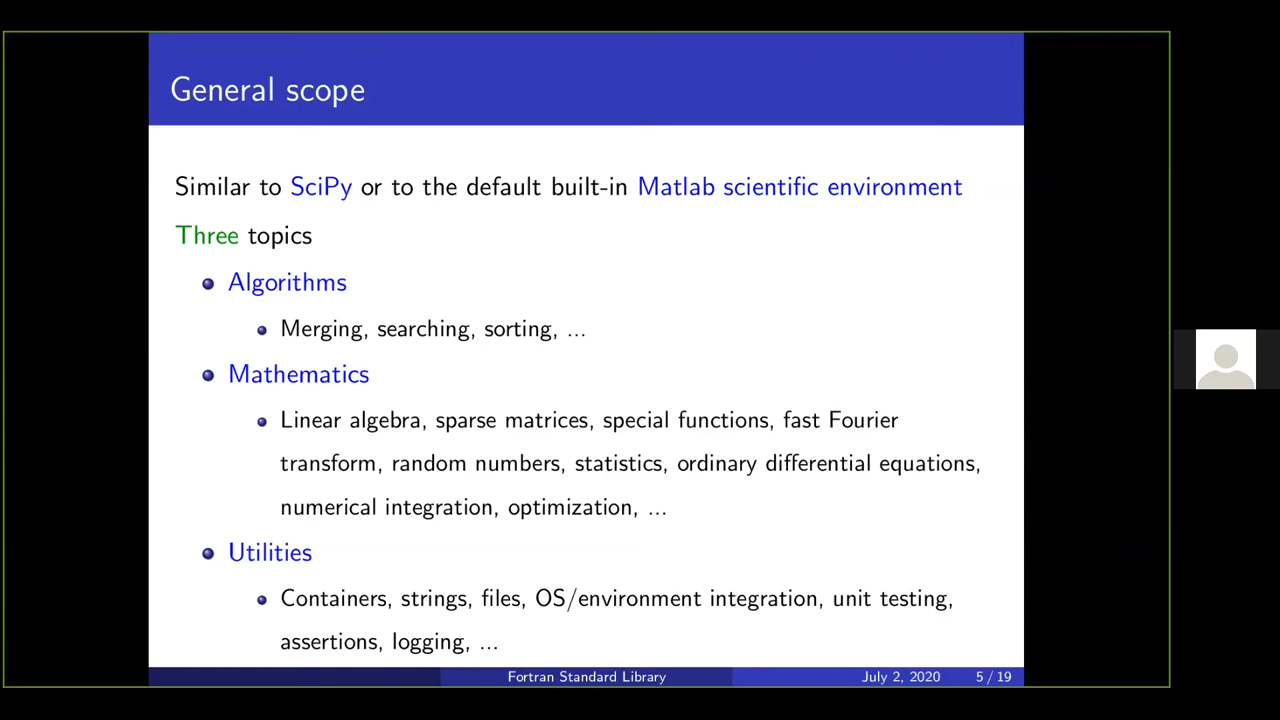 General scope
Similar to SciPy or to the default built-in Matlab scientific environment
Three topics
Algorithms
Merging, searching, sorting, ...
Mathematics
Linear algebra, sparse matrices, special functions, fast Fourier
transform, random numbers, statistics, ordinary differential equations,
numerical integration, optimization, ...
Utilities
Containers, strings, files, OS/environment integration, unit testing,
assertions, logging, ...
Fortran Standard Library July 2, 2020 5 / 19